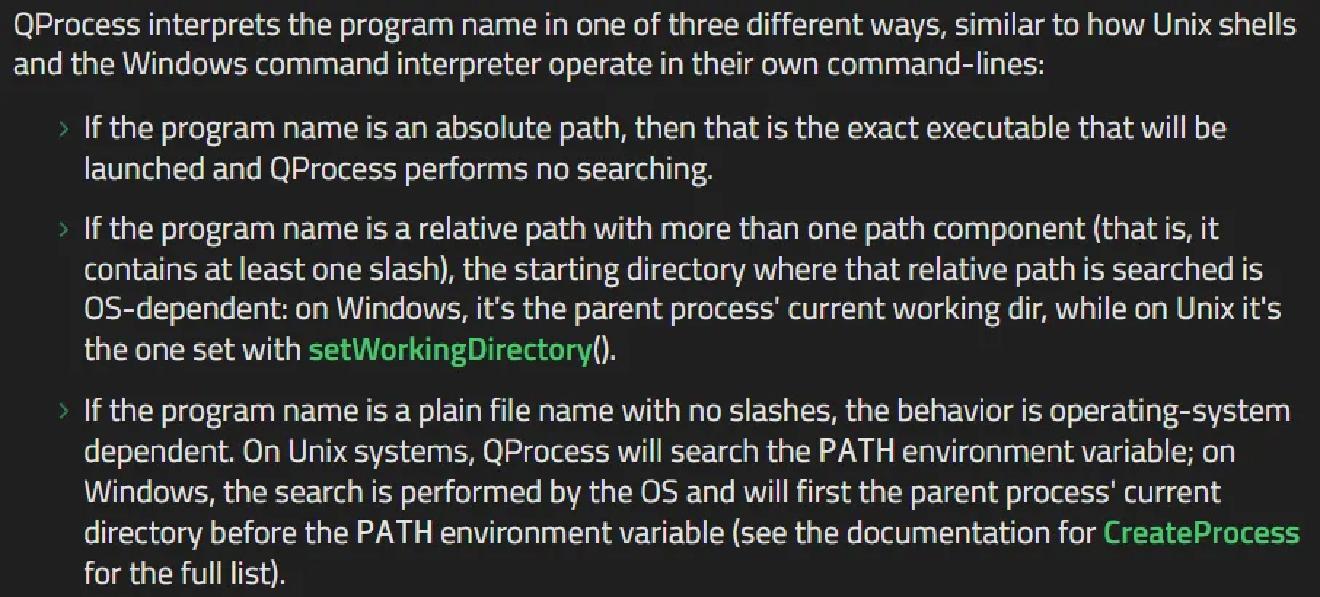 QProcess interprets the program name in one of three different ways, similar to how Unix shells
and the Windows command interpreter operate in their own command-lines:
If the program name is an absolute path, then that is the exact executable that will be
launched and QProcess performs no searching.
If the program name is a relative path with more than one path component (that is, it
contains at least one slash), the starting directory where that relative path is searched is
OS-dependent: on Windows, it's the parent process' current working dir, while on Unix it's
the one set with setWorkingDirectory().
If the program name is a plain file name with no slashes, the behavior is operating-system
dependent. On Unix systems, QProcess will search the PATH environment variable; on
Windows, the search is performed by the OS and will first the parent process' current
directory before the PATH environment variable (see the documentation for CreateProcess
for the full list).